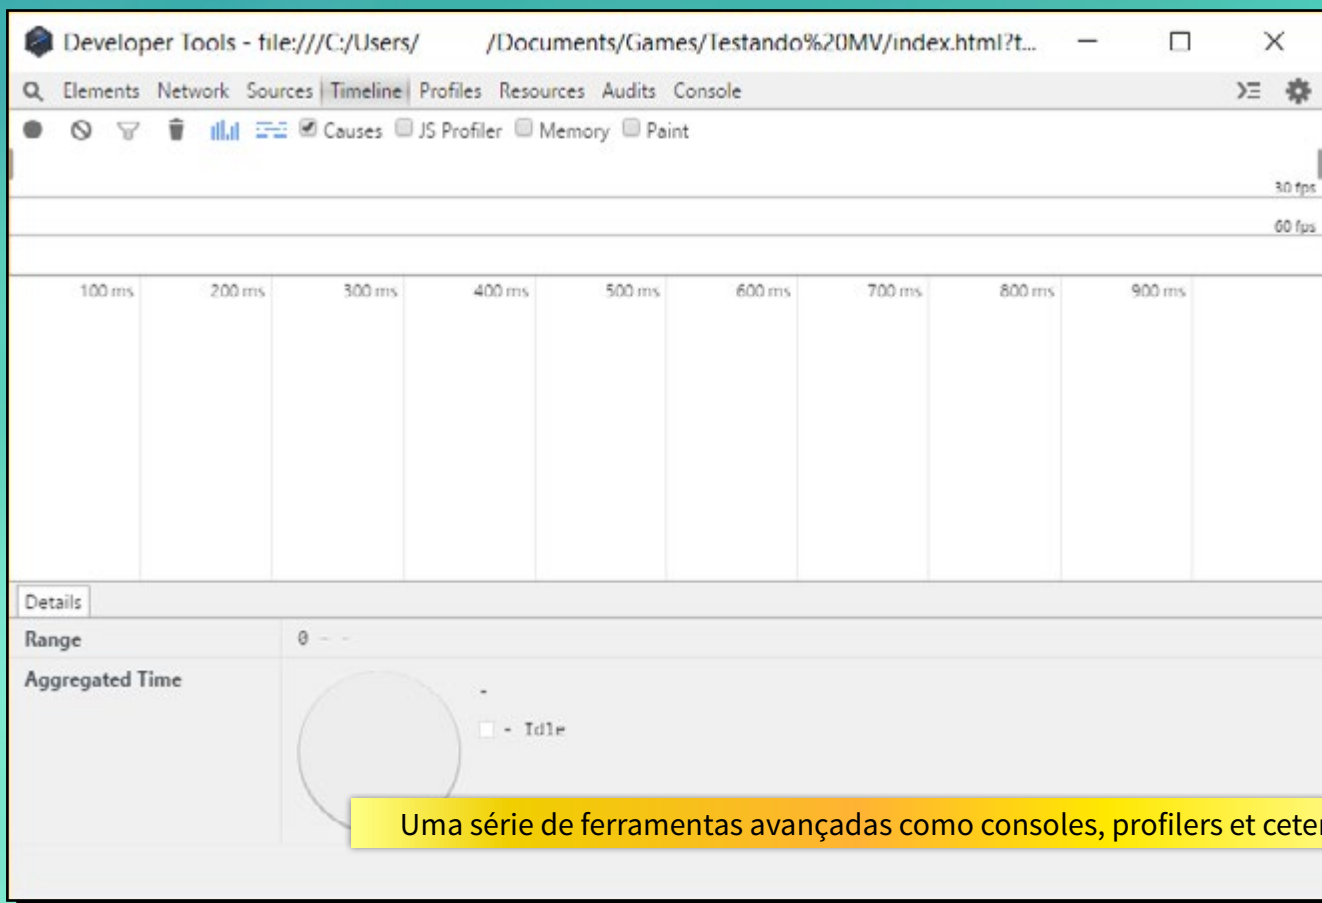 Developer Tools - file:///C:/Users/ /Documents/Games/Testando%20MV/index.html?t...
Elements Network Sources Timeline Profiles Resources Audits Console
Causes JS Profiler Memory Paint
30 fps
60 fps
100 ms 200 ms 300 ms 400 ms 500 ms 600 ms 700 ms 800 ms 900 ms
Details
Range 0 - -
Aggregated Time
-
- Idle
Uma série de ferramentas avançadas como consoles, profilers et ceter